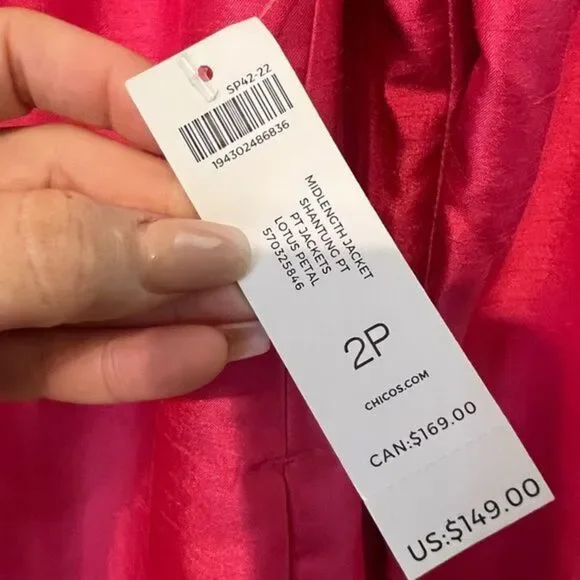 SP42-22
194302486836
MIDLENGTH JACKET
SHANTUNG PT
PT JACKETS
LOTUS PETAL
570325846
2P
CHICOS.COM
CAN:$169.00
US:$149.00